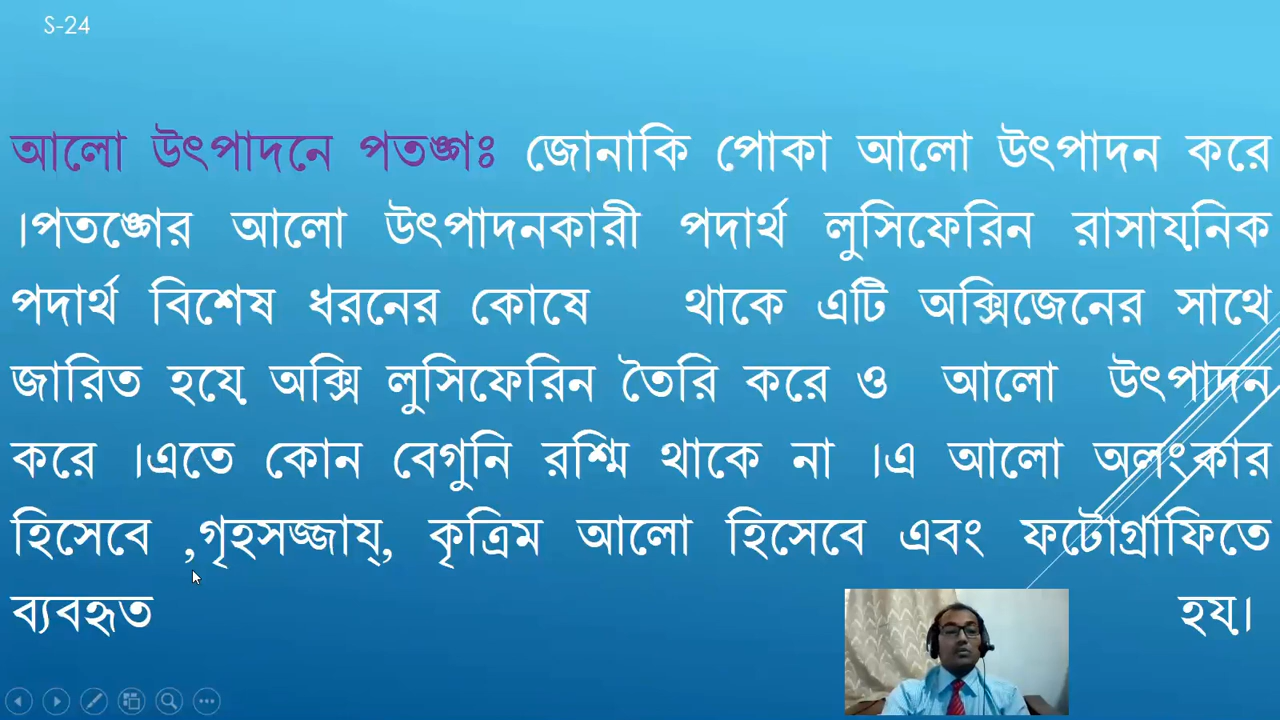 S-24
আলো উৎপাদনে পতঙ্গঃ জোনাকি পোকা আলো উৎপাদন করে
।পতঙ্গের আলো উৎপাদনকারী পদার্থ লুসিফেরিন রাসায়নিক
পদার্থ বিশেষ ধরনের কোষে থাকে এটি অক্সিজেনের সাথে
জারিত হয়ে অক্সি লুসিফেরিন তৈরি করে ও আলো উৎপাদন
করে ।এতে কোন বেগুনি রশ্মি থাকে না ।এ আলো অলংকার
হিসেবে ,গৃহসজ্জায়, কৃত্রিম আলো হিসেবে এবং ফটোগ্রাফিতে
ব্যবহৃত হয়।